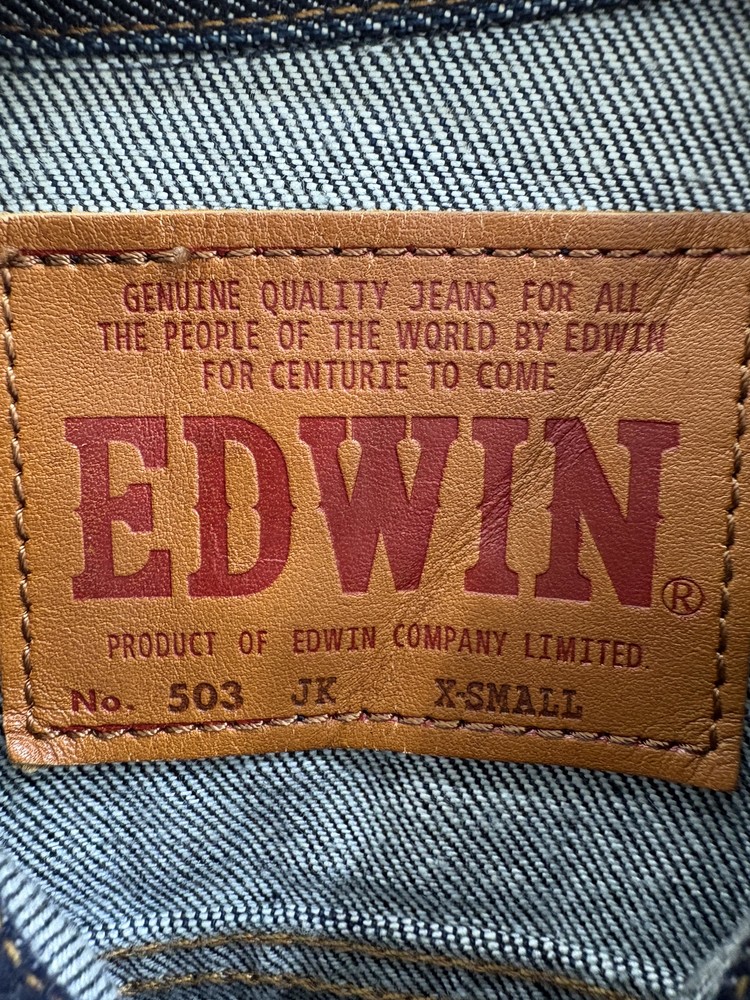 GENUINE QUALITY JEANS FOR ALL
THE PEOPLE OF THE WORLD BY EDWIN
FOR CENTURIE TO COME
EDWIN®
PRODUCT OF EDWIN COMPANY LIMITED.
No. 503 JK X-SMALL